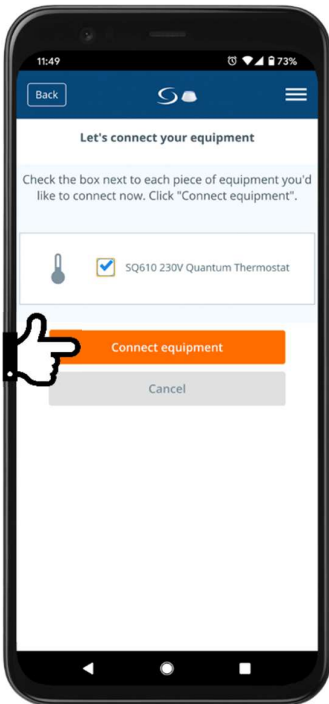 11:49
73%
Back
Let's connect your equipment
Check the box next to each piece of equipment you'd
like to connect now. Click "Connect equipment".
SQ610 230V Quantum Thermostat
Connect equipment
Cancel